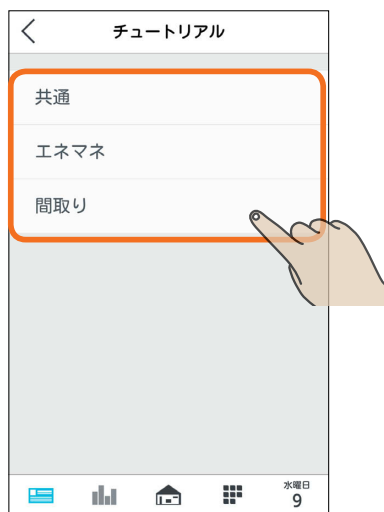 チュートリアル
共通
エネマネ
間取り
水曜日
9